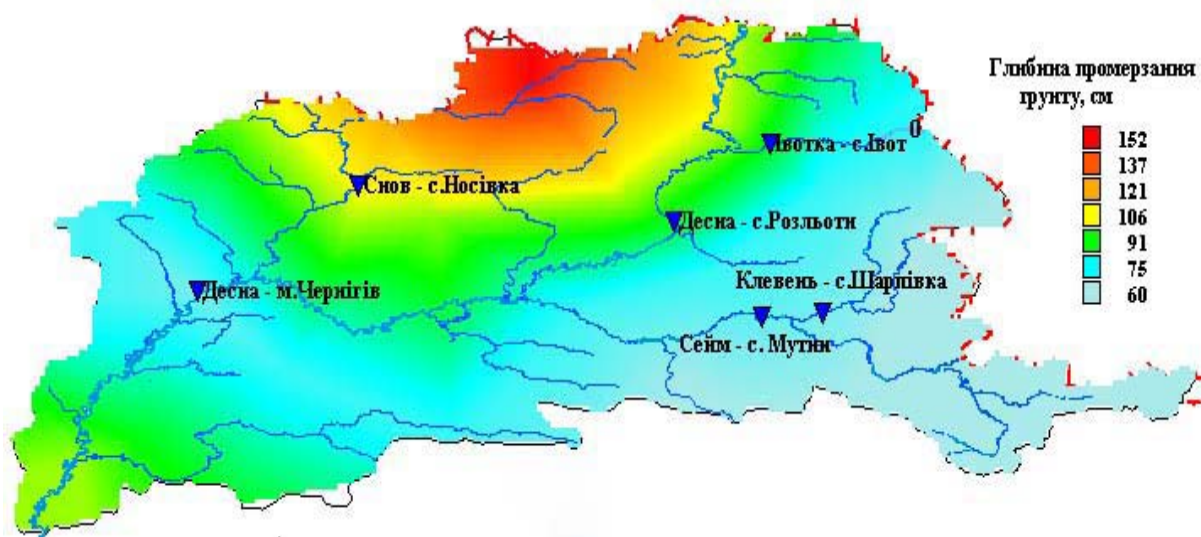 Глибина промерзання
ґрунту, см
152
137
121
106
91
75
60
0
Івотка - с.Івот
Снов - с.Носівка
Десна - с.Розльоти
Клевень - с.Шарпівка
Десна - м.Чернігів
Сейм - с. Мутин